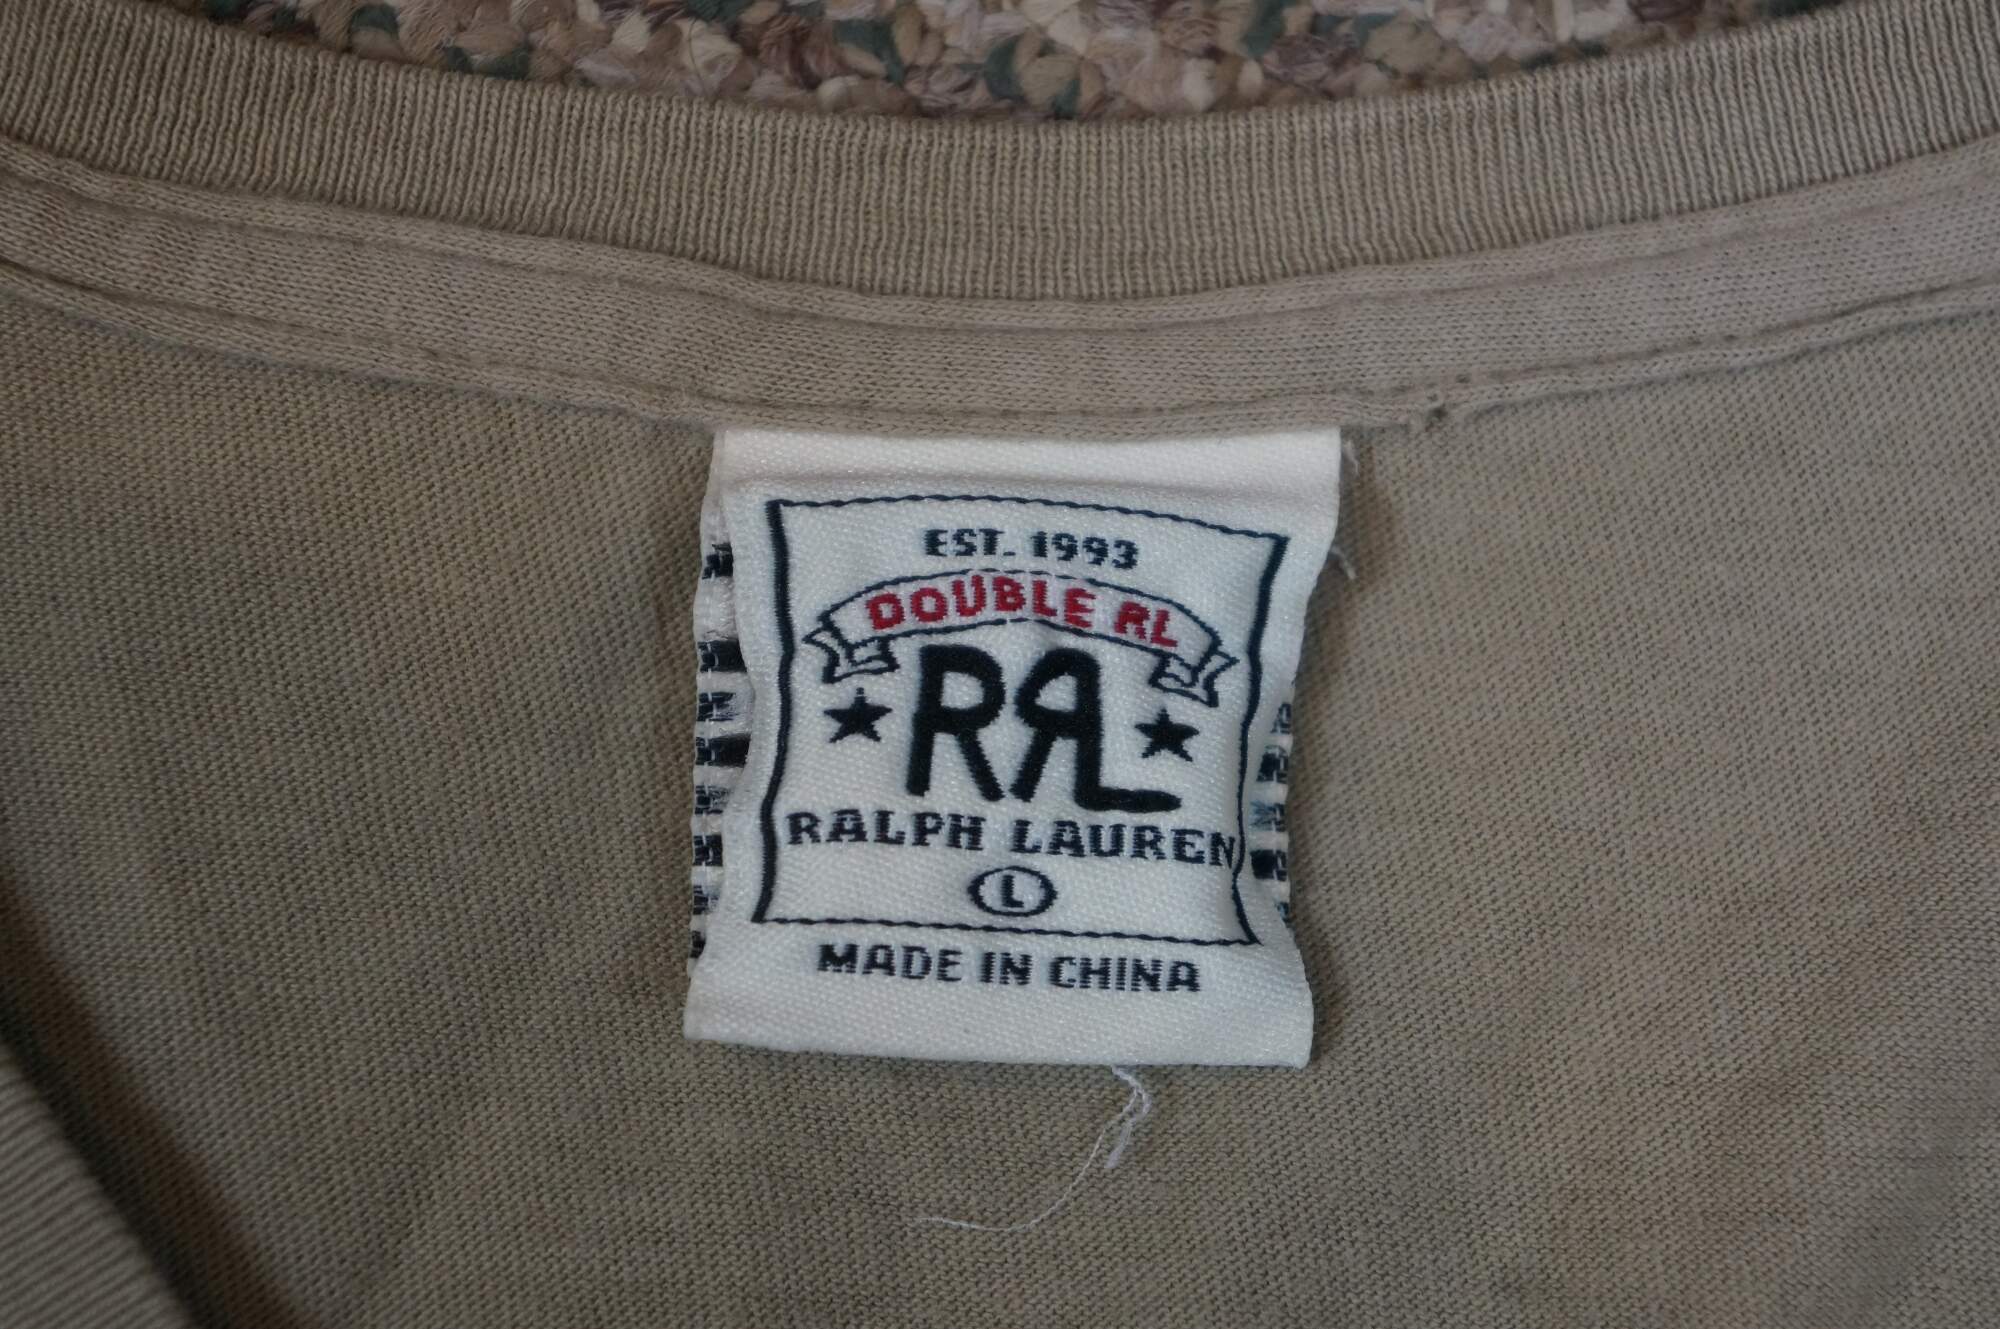 EST. 1993
DOUBLE RL
RRL
RALPH LAUREN
L
MADE IN CHINA